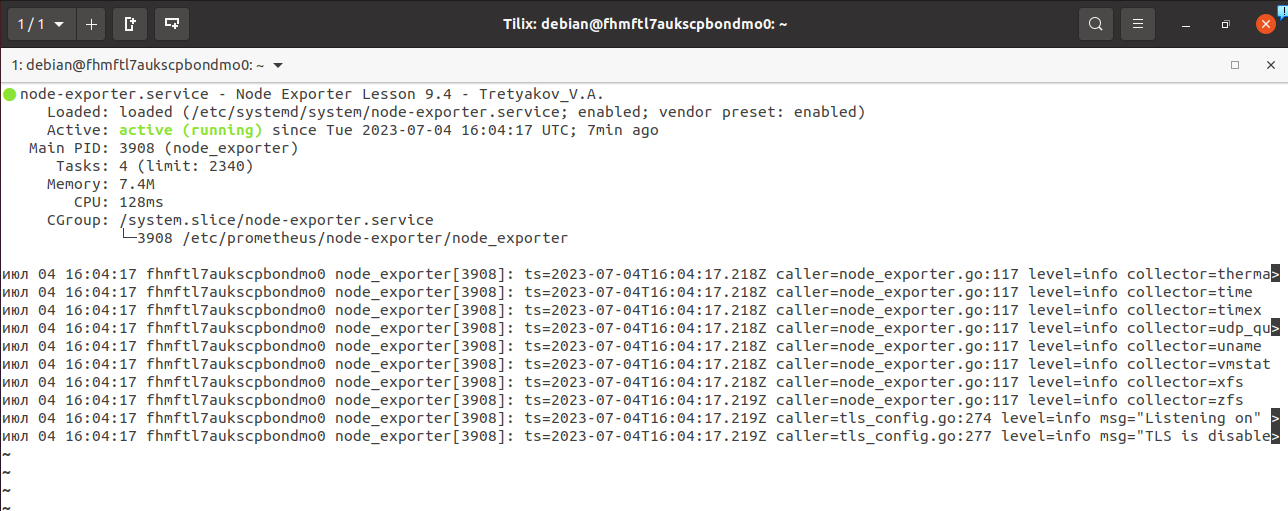 1 / 1
Tilix: debian@fhmftl7aukscpbondmo0: ~
1: debian@fhmftl7aukscpbondmo0: ~
node-exporter.service - Node Exporter Lesson 9.4 - Tretyakov_V.A.
Loaded: loaded (/etc/systemd/system/node-exporter.service; enabled; vendor preset: enabled)
Active: active (running) since Tue 2023-07-04 16:04:17 UTC; 7min ago
Main PID: 3908 (node_exporter)
Tasks: 4 (limit: 2340)
Memory: 7.4M
CPU: 128ms
CGroup: /system.slice/node-exporter.service
└─3908 /etc/prometheus/node-exporter/node_exporter
июл 04 16:04:17 fhmftl7aukscpbondmo0 node_exporter[3908]: ts=2023-07-04T16:04:17.218Z caller=node_exporter.go:117 level=info collector=therma>
июл 04 16:04:17 fhmftl7aukscpbondmo0 node_exporter[3908]: ts=2023-07-04T16:04:17.218Z caller=node_exporter.go:117 level=info collector=time
июл 04 16:04:17 fhmftl7aukscpbondmo0 node_exporter[3908]: ts=2023-07-04T16:04:17.218Z caller=node_exporter.go:117 level=info collector=timex
июл 04 16:04:17 fhmftl7aukscpbondmo0 node_exporter[3908]: ts=2023-07-04T16:04:17.218Z caller=node_exporter.go:117 level=info collector=udp_qu>
июл 04 16:04:17 fhmftl7aukscpbondmo0 node_exporter[3908]: ts=2023-07-04T16:04:17.218Z caller=node_exporter.go:117 level=info collector=uname
июл 04 16:04:17 fhmftl7aukscpbondmo0 node_exporter[3908]: ts=2023-07-04T16:04:17.218Z caller=node_exporter.go:117 level=info collector=vmstat
июл 04 16:04:17 fhmftl7aukscpbondmo0 node_exporter[3908]: ts=2023-07-04T16:04:17.218Z caller=node_exporter.go:117 level=info collector=xfs
июл 04 16:04:17 fhmftl7aukscpbondmo0 node_exporter[3908]: ts=2023-07-04T16:04:17.219Z caller=node_exporter.go:117 level=info collector=zfs
июл 04 16:04:17 fhmftl7aukscpbondmo0 node_exporter[3908]: ts=2023-07-04T16:04:17.219Z caller=tls_config.go:274 level=info msg="Listening on" >
июл 04 16:04:17 fhmftl7aukscpbondmo0 node_exporter[3908]: ts=2023-07-04T16:04:17.219Z caller=tls_config.go:277 level=info msg="TLS is disable>
~
~
~
~